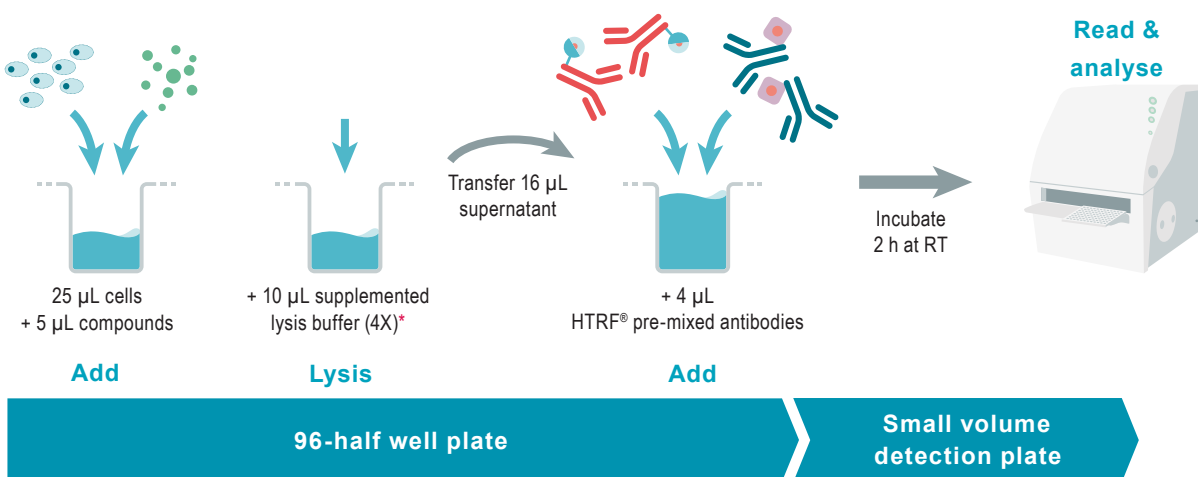 Read &
analyse
Transfer 16 µL
supernatant
Incubate
2 h at RT
25 µL cells
+ 5 µL compounds
+ 10 µL supplemented
lysis buffer (4X)*
+ 4 µL
HTRF® pre-mixed antibodies
Add
Lysis
Add
96-half well plate
Small volume
detection plate